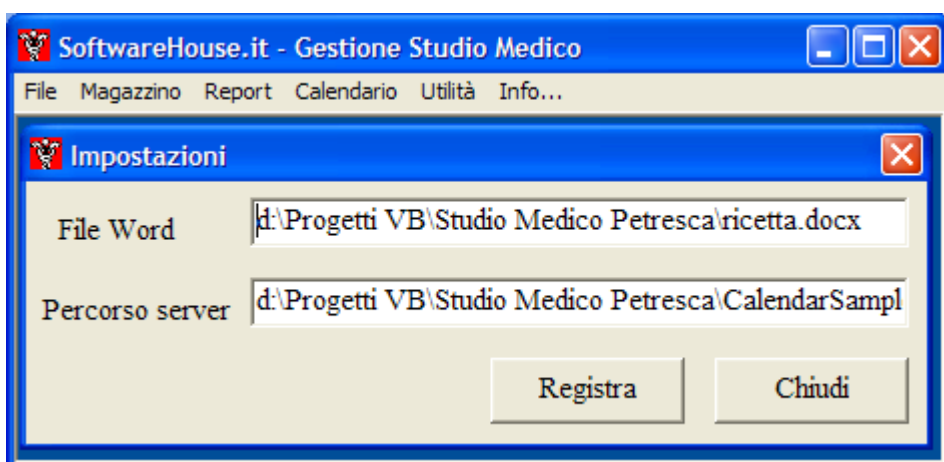 SoftwareHouse.it - Gestione Studio Medico
File Magazzino Report Calendario Utilità Info...
Impostazioni
File Word d:\Progetti VB\Studio Medico Petresca\ricetta.docx
Percorso server d:\Progetti VB\Studio Medico Petresca\CalendarSampl
Registra Chiudi